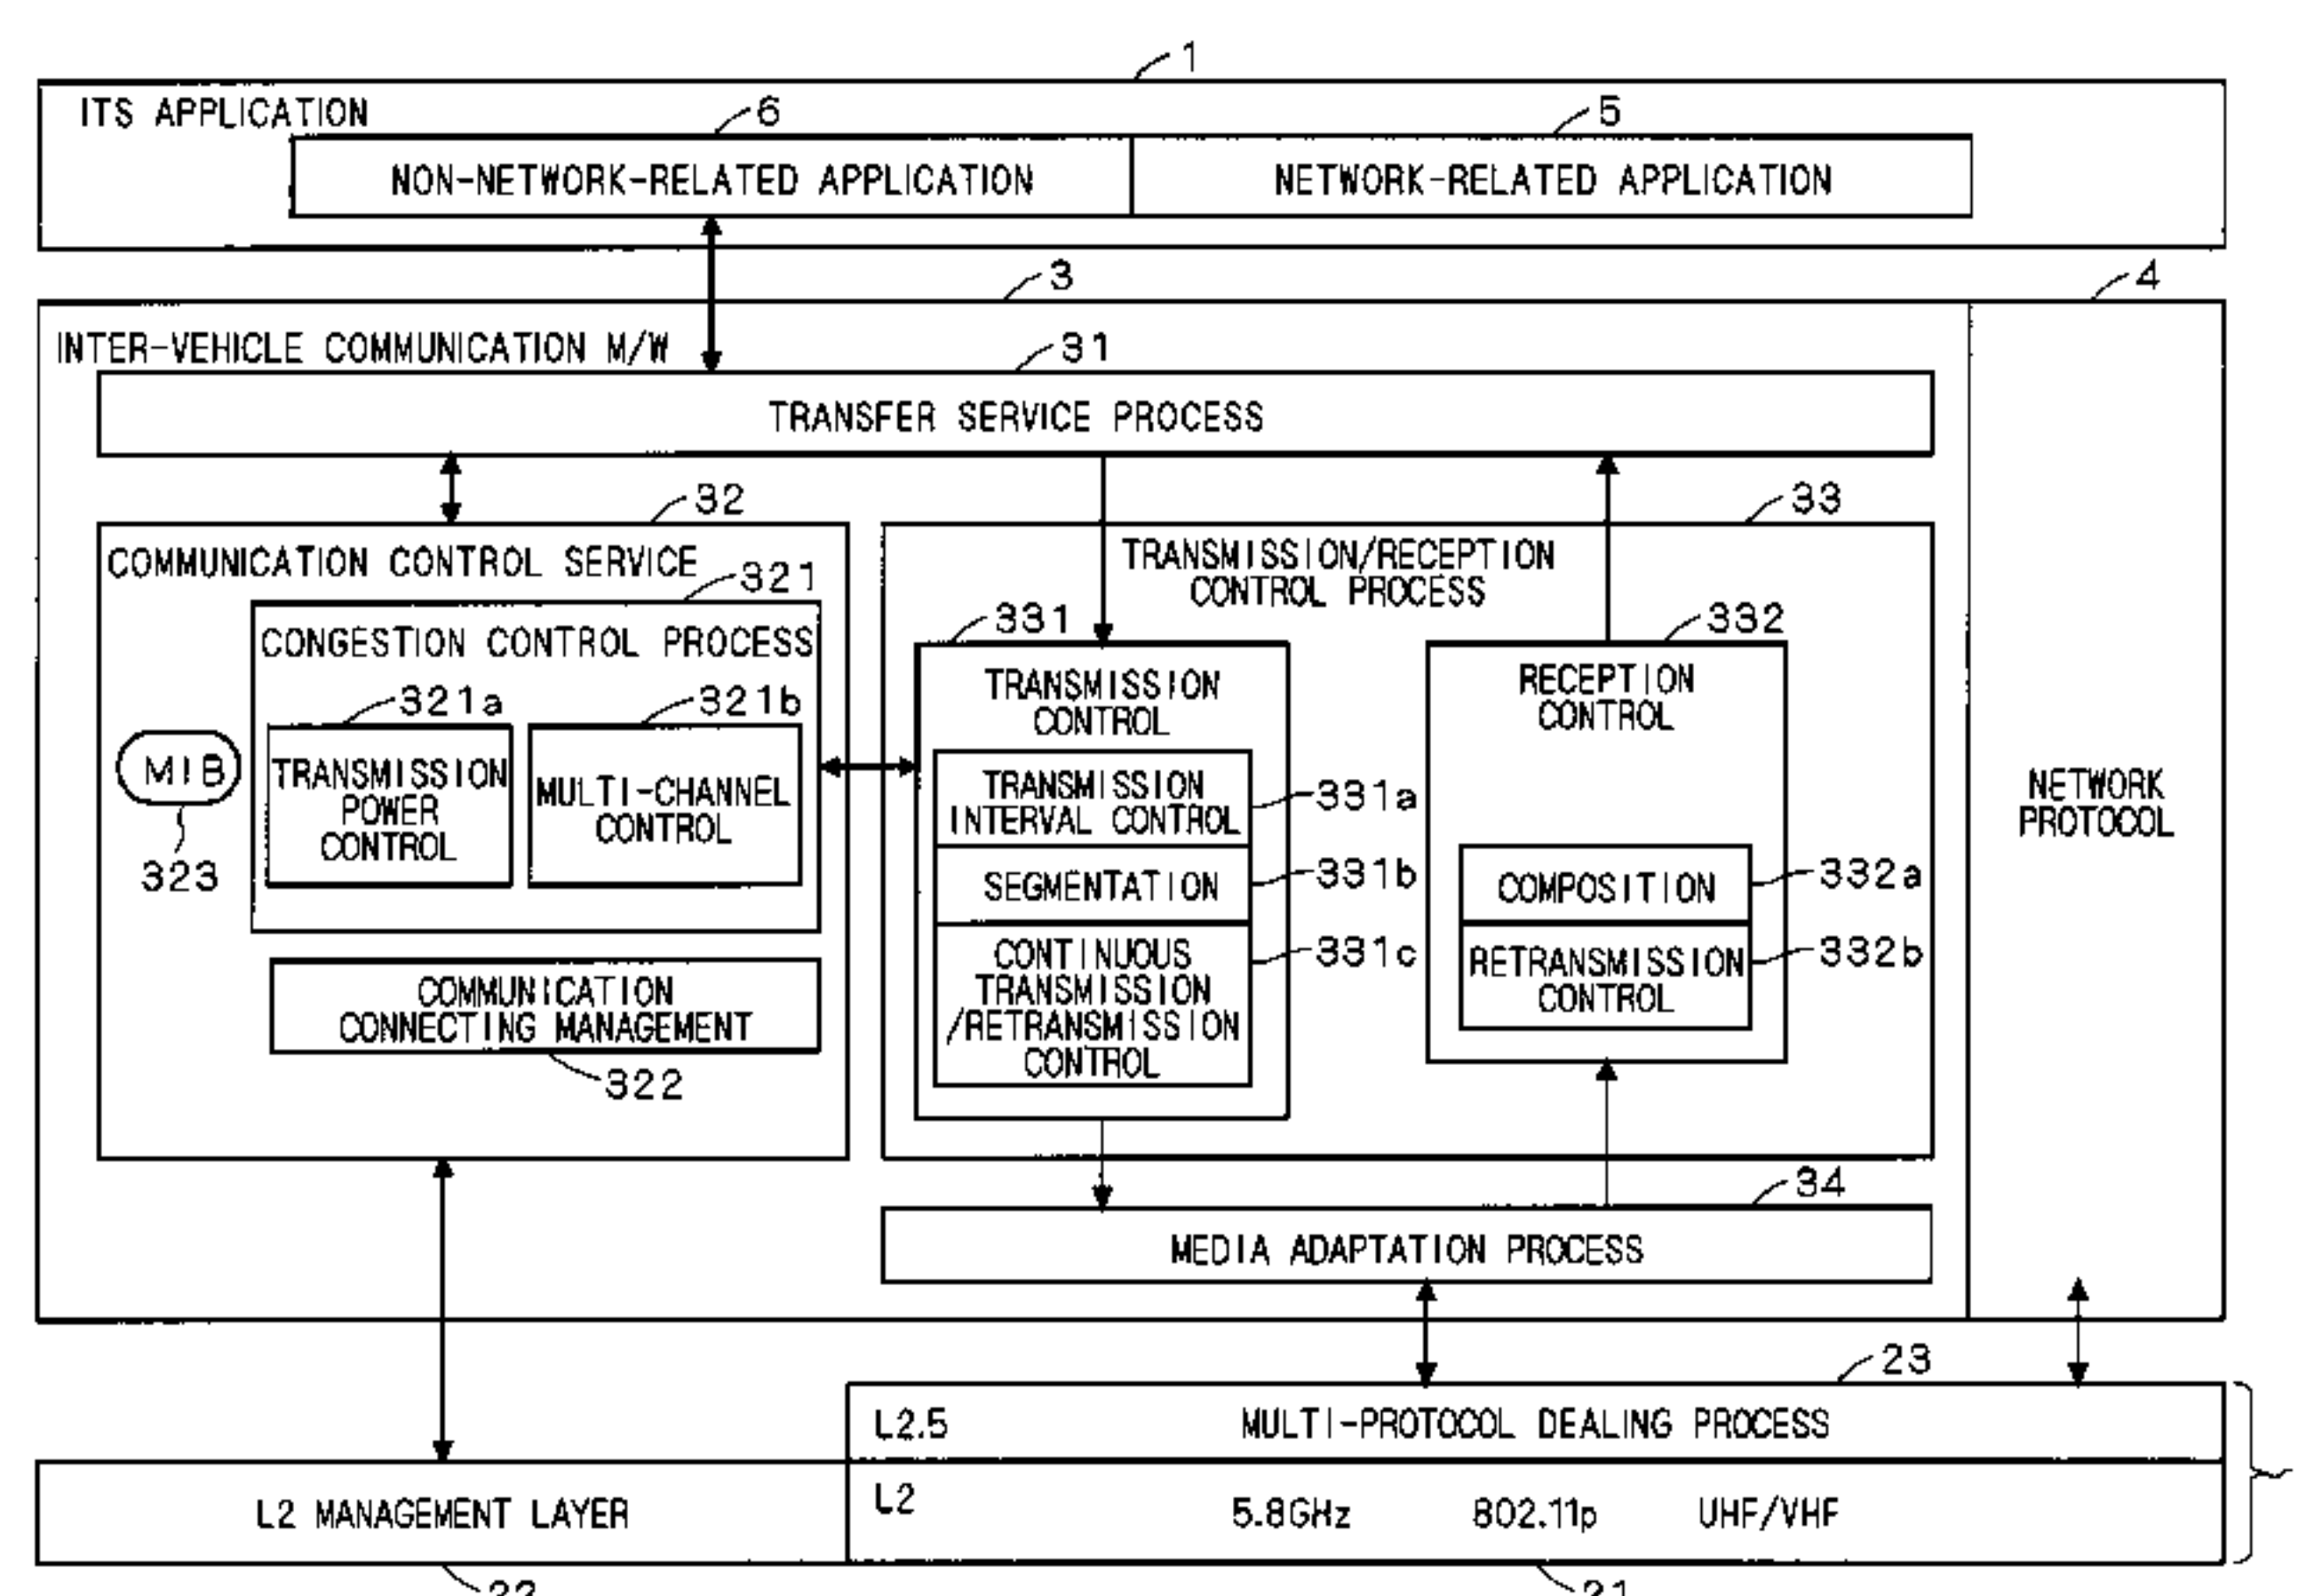 1
ITS APPLICATION
6
5
NON-NETWORK-RELATED APPLICATION
NETWORK-RELATED APPLICATION
3
4
INTER-VEHICLE COMMUNICATION M/W
31
TRANSFER SERVICE PROCESS
32
33
COMMUNICATION CONTROL SERVICE
TRANSMISSION/RECEPTION
CONTROL PROCESS
321
CONGESTION CONTROL PROCESS
331
332
TRANSMISSION
CONTROL
RECEPTION
CONTROL
321a
321b
MIB
323
TRANSMISSION
POWER
CONTROL
MULTI-CHANNEL
CONTROL
TRANSMISSION
INTERVAL CONTROL
331a
NETWORK
PROTOCOL
SEGMENTATION
331b
COMPOSITION
332a
CONTINUOUS
TRANSMISSION
/RETRANSMISSION
CONTROL
331c
RETRANSMISSION
CONTROL
332b
COMMUNICATION
CONNECTING MANAGEMENT
322
34
MEDIA ADAPTATION PROCESS
23
L2.5
MULTI-PROTOCOL DEALING PROCESS
L2 MANAGEMENT LAYER
L2
5.8GHz
802.11p
UHF/VHF
22
21